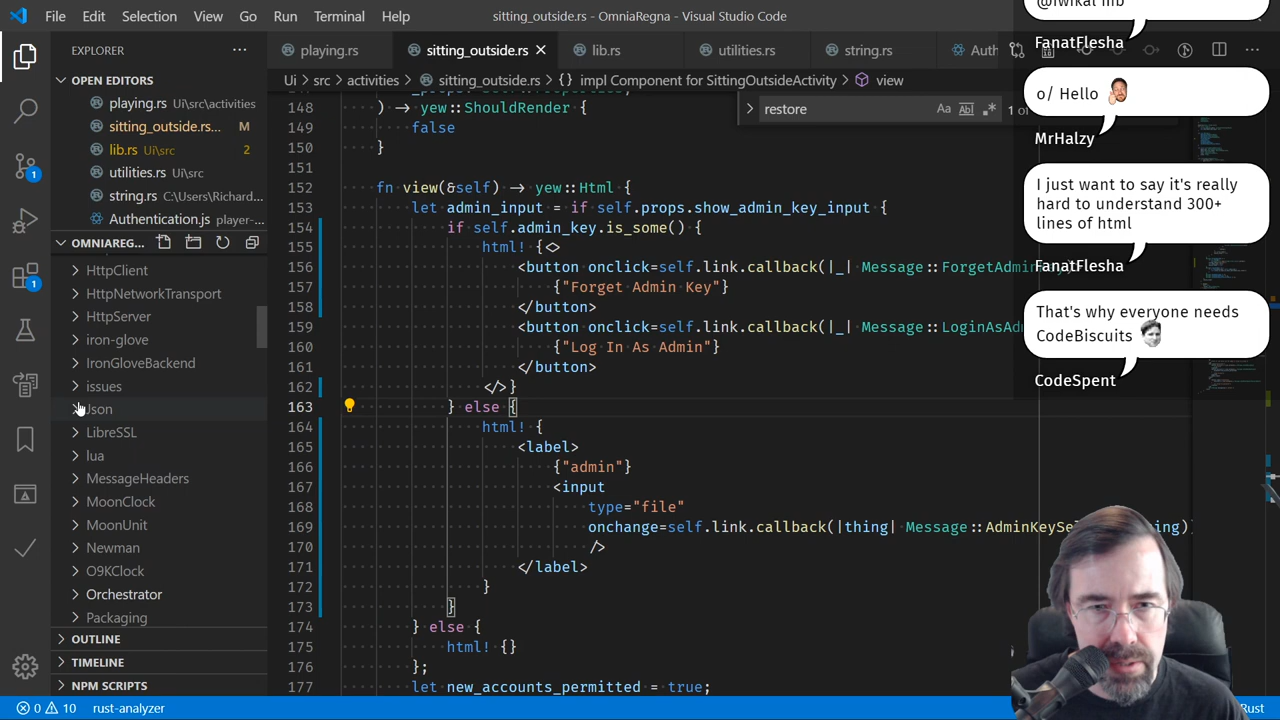 File Edit Selection View Go Run Terminal Help
sitting_outside.rs - OmniaRegna - Visual Studio Code
EXPLORER
OPEN EDITORS
playing.rs Ui\src\activities
sitting_outside.rs... M
lib.rs Ui\src 2
utilities.rs Ui\src
string.rs C:\Users\Richard...
Authentication.js player-...
OMNIAREG...
HttpClient
HttpNetworkTransport
HttpServer
iron-glove
IronGloveBackend
issues
Json
LibreSSL
lua
MessageHeaders
MoonClock
MoonUnit
Newman
O9KClock
Orchestrator
Packaging
OUTLINE
TIMELINE
NPM SCRIPTS
1
1
playing.rs
sitting_outside.rs
lib.rs
utilities.rs
string.rs
Auth
Ui > src > activities > sitting_outside.rs > {} impl Component for SittingOutsideActivity > view
restore
Aa Abl .*
1 of
148 ) -> yew::ShouldRender {
149 false
150 }
151
152 fn view(&self) -> yew::Html {
153 let admin_input = if self.props.show_admin_key_input {
154 if self.admin_key.is_some() {
155 html! {<>
156 <button onclick=self.link.callback(|_| Message::ForgetAdmin
157 {"Forget Admin Key"}
158 </button>
159 <button onclick=self.link.callback(|_| Message::LoginAsAd
160 {"Log In As Admin"}
161 </button>
162 </>}
163 } else {
164 html! {
165 <label>
166 {"admin"}
167 <input
168 type="file"
169 onchange=self.link.callback(|thing| Message::AdminKeySe
170 />
171 </label>
172 }
173 }
174 } else {
175 html! {}
176 };
177 let new_accounts_permitted = true;
FanatFlesha
o/ Hello
MrHalzy
I just want to say it's really
hard to understand 300+
lines of html
FanatFlesha
That's why everyone needs
CodeBiscuits
CodeSpent
0 10 rust-analyzer
Rust